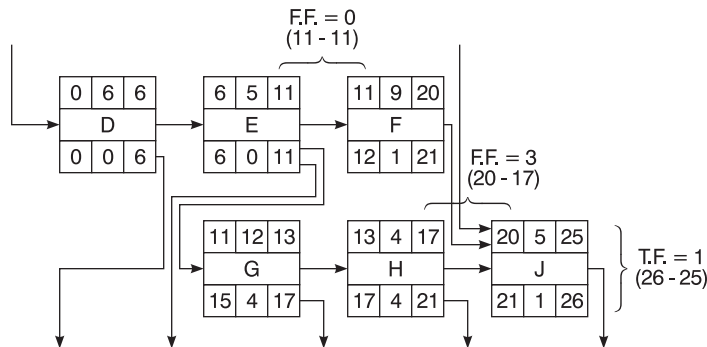 F.F. = 0
(11 - 11)
0 6 6
6 5 11
11 9 20
D
E
F
0 0 6
6 0 11
12 1 21
F.F. = 3
(20 - 17)
11 12 13
13 4 17
20 5 25
G
H
J
T.F. = 1
(26 - 25)
15 4 17
17 4 21
21 1 26